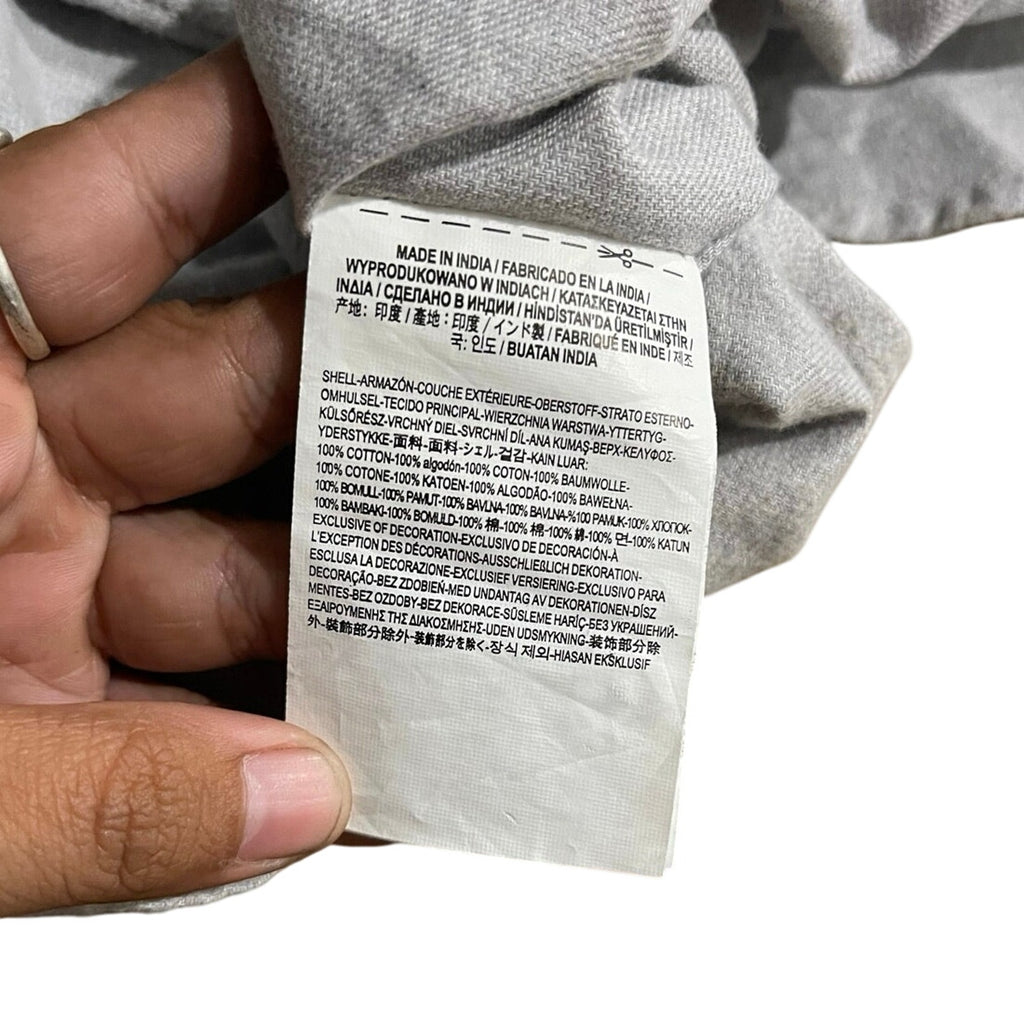 MADE IN INDIA / FABRICADO EN LA INDIA /
WYPRODUKOWANO W INDIACH / ΚΑΤΑΣΚΕΥΑΖΕΤΑΙ ΣΤΗΝ
ΙΝΔΙΑ / СДЕЛАНО В ИНДИИ / HİNDİSTAN'DA ÜRETİLMİŞTİR /
产地: 印度 / 產地 : 印度 / インド製 / FABRIQUÉ EN INDE / 제조
국: 인도 / BUATAN INDIA
SHELL-ARMAZÓN-COUCHE EXTÉRIEURE-OBERSTOFF-STRATO ESTERNO-
OMHULSEL-TECIDO PRINCIPAL-WIERZCHNIA WARSTWA-YTTERTYG-
KÜLSŐRÉSZ-VRCHNÝ DIEL-SVRCHNÍ DÍL-ANA KUMAŞ-ВЕРХ-ΚΕΛΥΦΟΣ-
YDERSTYKKE-面料-面料-シェル-겉감-KAIN LUAR:
100% COTTON-100% algodón-100% COTON-100% BAUMWOLLE-
100% COTONE-100% KATOEN-100% ALGODÃO-100% BAWEŁNA-
100% BOMULL-100% PAMUT-100% BAVLNA-100% BAVLNA-%100 PAMUK-100% ХЛОПОК-
100% ΒΑΜΒΑΚΙ-100% BOMULD-100% 棉-100% 棉-100% 綿-100% 면-100% KATUN
EXCLUSIVE OF DECORATION-EXCLUSIVO DE DECORACIÓN-À
L'EXCEPTION DES DÉCORATIONS-AUSSCHLIEßLICH DEKORATION-
ESCLUSA LA DECORAZIONE-EXCLUSIEF VERSIERING-EXCLUSIVO PARA
DECORAÇÃO-BEZ ZDOBIEŃ-MED UNDANTAG AV DEKORATIONEN-DÍSZ
MENTES-BEZ OZDOBY-BEZ DEKORACE-SÜSLEME HARİÇ-БЕЗ УКРАШЕНИЙ-
ΕΞΑΙΡΟΥΜΕΝΗΣ ΤΗΣ ΔΙΑΚΟΣΜΗΣΗΣ-UDEN UDSMYKNING-装饰部分除
外-裝飾部分除外-装飾部分を除く-장식 제외-HIASAN EKSKLUSIF